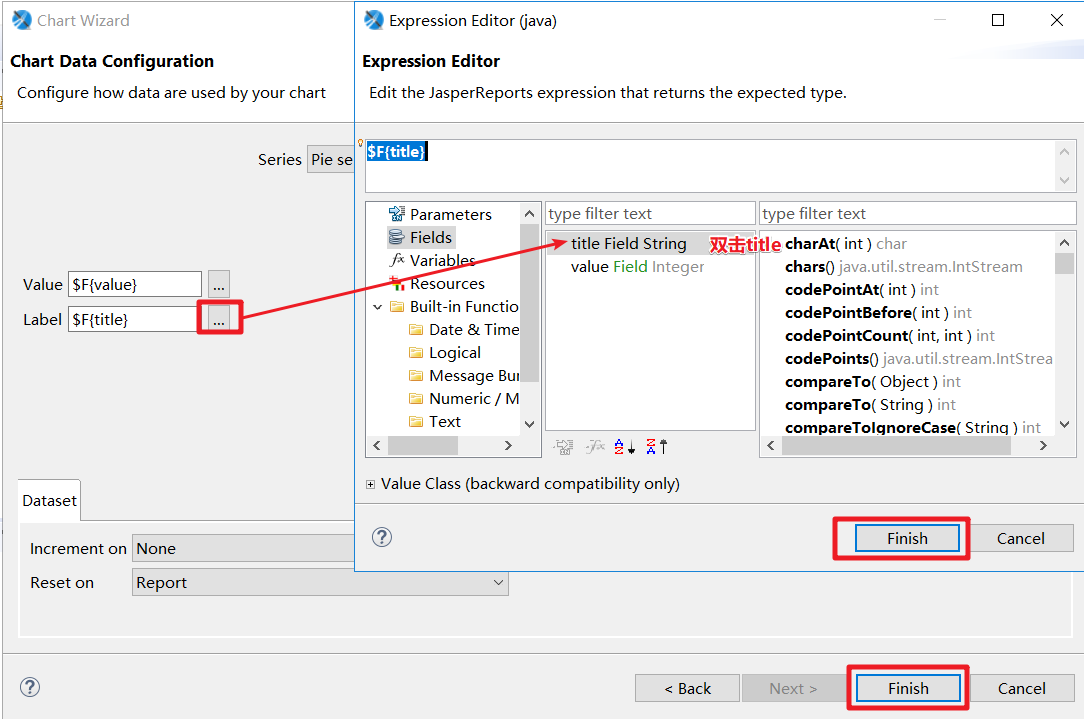 Chart Wizard
Chart Data Configuration
Configure how data are used by your chart
Series Pie se
Value $F{value} ...
Label $F{title} ...
Dataset
Increment on None
Reset on Report
< Back Next > Finish Cancel
Expression Editor (java)
Expression Editor
Edit the JasperReports expression that returns the expected type.
$F{title}
Parameters
Fields
Variables
Resources
Built-in Functio
Date & Time
Logical
Message Bu
Numeric / M
Text
type filter text
title Field String 双击title
value Field Integer
type filter text
charAt( int ) char
chars() java.util.stream.IntStream
codePointAt( int ) int
codePointBefore( int ) int
codePointCount( int, int ) int
codePoints() java.util.stream.IntStrea
compareTo( Object ) int
compareTo( String ) int
compareToIgnoreCase( String ) int
Value Class (backward compatibility only)
Finish Cancel